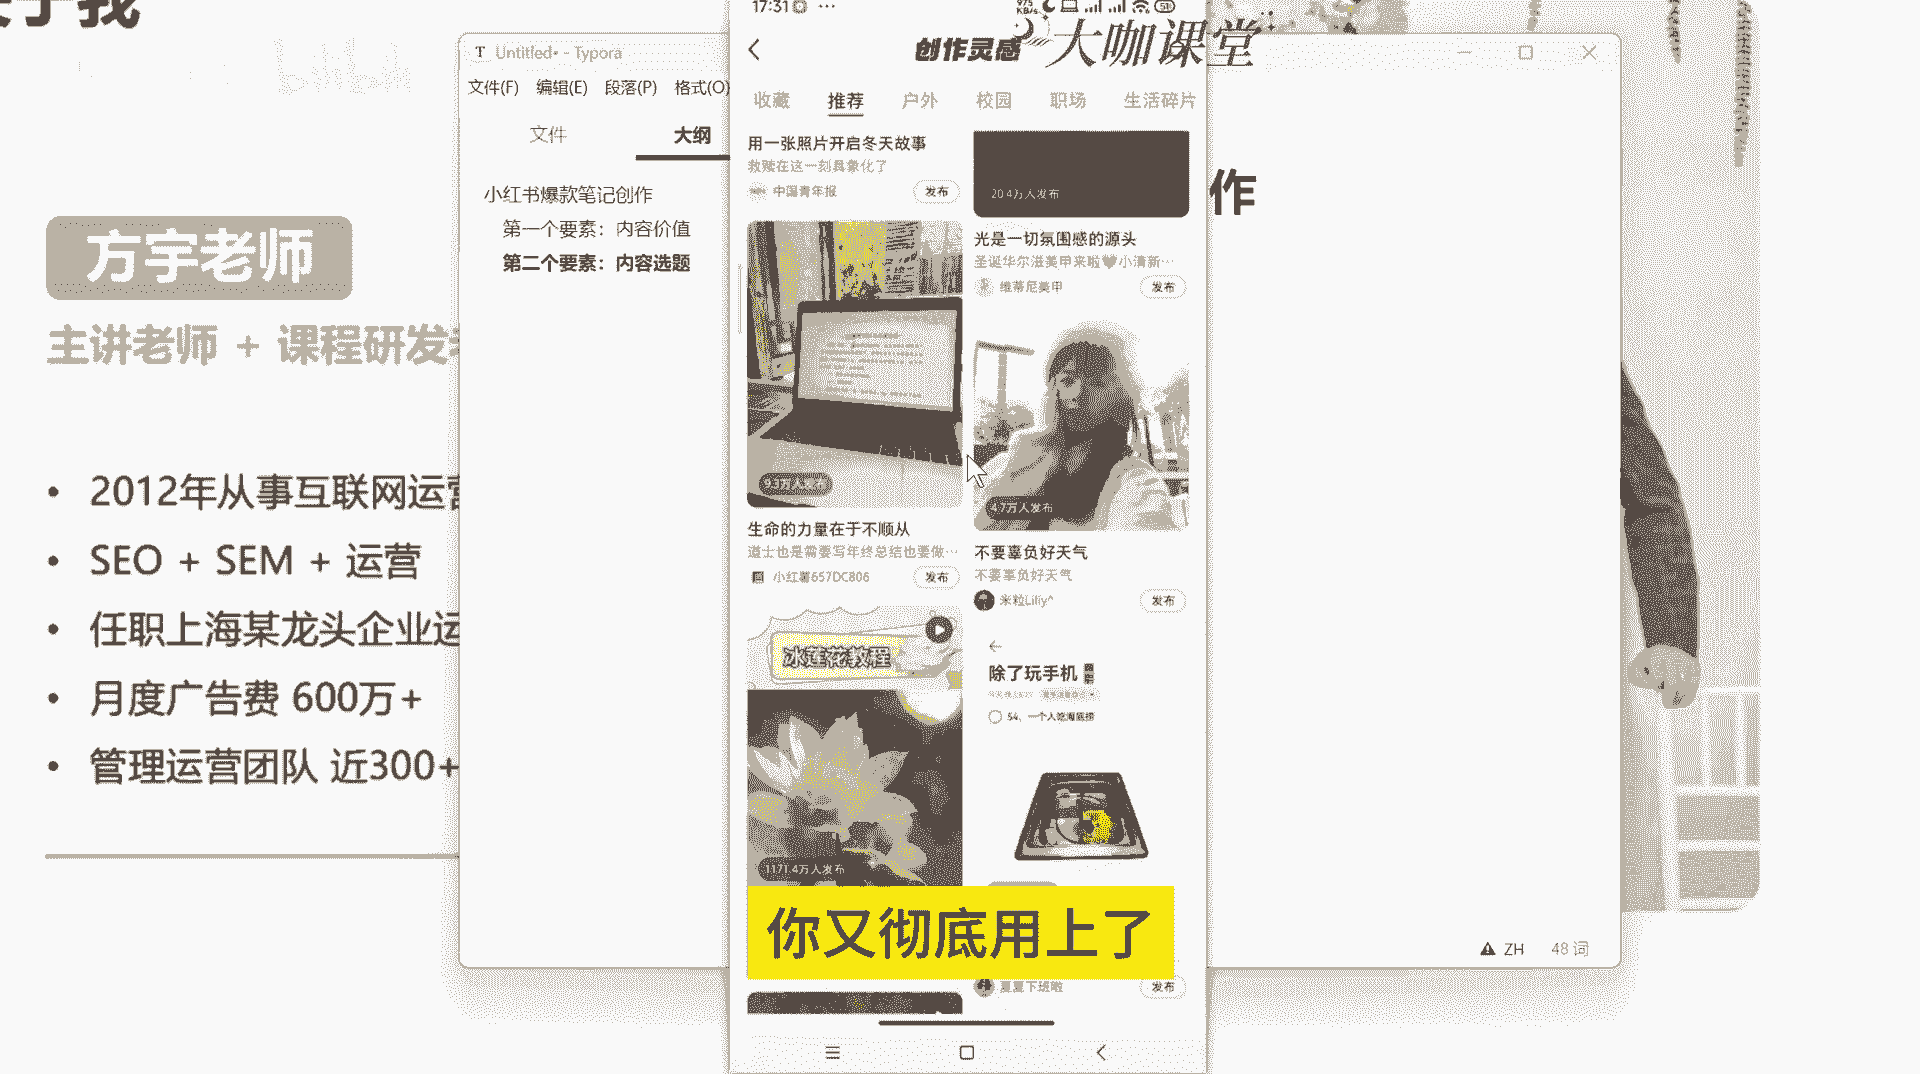 于我
bilibili
方宇老师
主讲老师 + 课程研发
• 2012年从事互联网运营
• SEO + SEM + 运营
• 任职上海某龙头企业运
• 月度广告费 600万+
• 管理运营团队 近300+
T Untitled• - Typora
文件(F) 编辑(E) 段落(P) 格式(O)
文件 大纲
小红书爆款笔记创作
第一个要素：内容价值
第二个要素：内容选题
17:31
创作灵感
大咖课堂
收藏 推荐 户外 校园 职场 生活碎片
用一张照片开启冬天故事
救赎在这一刻具象化了
中国青年报 发布
9.3万人发布
生命的力量在于不顺从
道士也是需要写年终总结也要做…
小红薯657DC806 发布
冰莲花教程
1171.4万人发布
20.4万人发布
光是一切氛围感的源头
圣诞华尔滋美甲来啦🖤小清新…
维蒂尼美甲 发布
4.7万人发布
不要辜负好天气
不要辜负好天气
米粒Liliy^ 发布
除了玩手机
54、一个人吃海底捞
夏夏下班啦 发布
你又彻底用上了
作
ZH 48 词